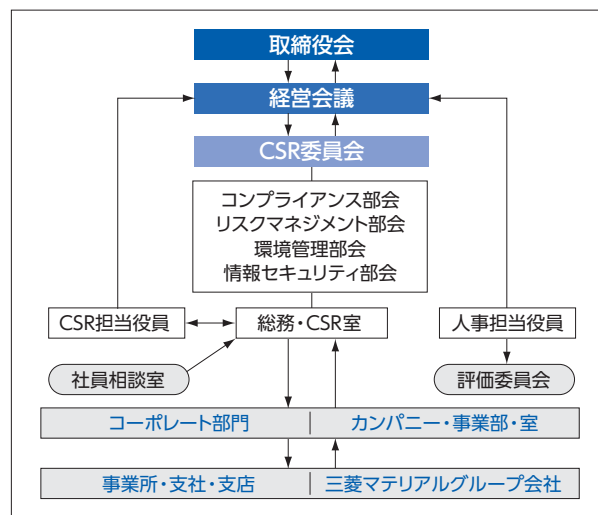 取締役会
経営会議
CSR委員会
コンプライアンス部会
リスクマネジメント部会
環境管理部会
情報セキュリティ部会
CSR担当役員
総務・CSR室
人事担当役員
社員相談室
評価委員会
コーポレート部門
カンパニー・事業部・室
事業所・支社・支店
三菱マテリアルグループ会社